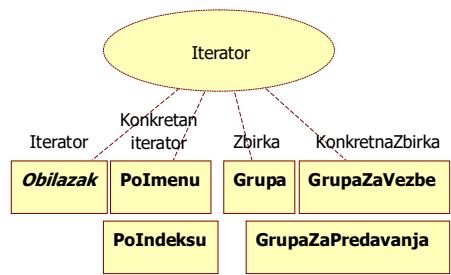 Iterator
Konkretan
Iterator iterator Zbirka KonkretnaZbirka
Obilazak PoImenu Grupa GrupaZaVezbe
PoIndeksu GrupaZaPredavanja